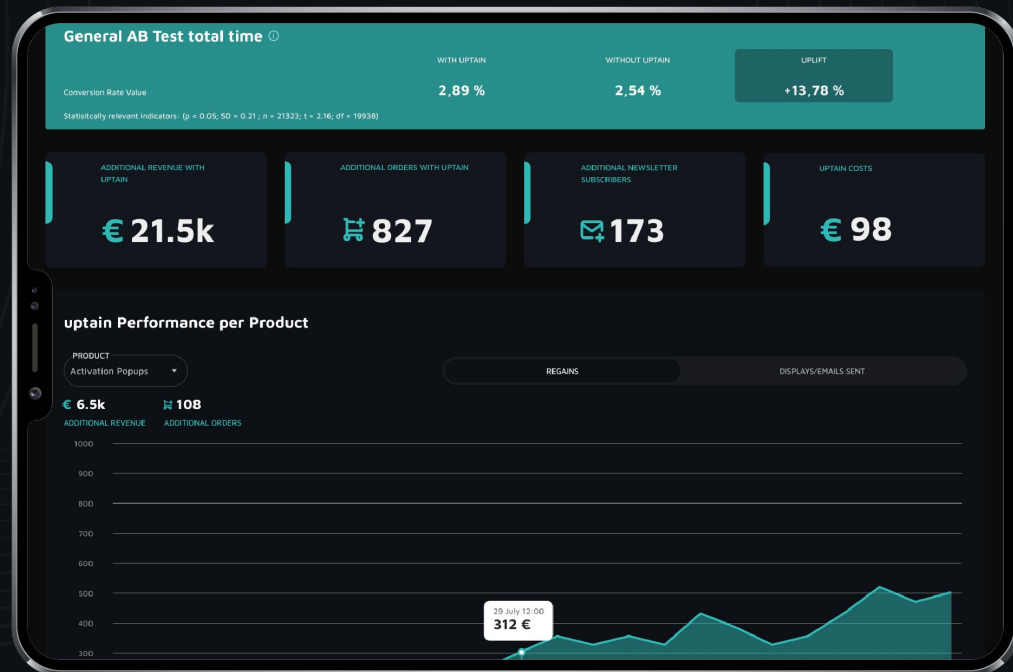 General AB Test total time
WITH UPTAIN
WITHOUT UPTAIN
UPLIFT
Conversion Rate Value
2,89 %
2,54 %
+13,78 %
Statisitcally relevant indicators: (p < 0.05; SD = 0.21 ; n = 21323; t = 2.16; df = 19938)
ADDITIONAL REVENUE WITH
UPTAIN
€ 21.5k
ADDITIONAL ORDERS WITH UPTAIN
827
ADDITIONAL NEWSLETTER
SUBSCRIBERS
173
UPTAIN COSTS
€ 98
uptain Performance per Product
PRODUCT
Activation Popups
REGAINS
DISPLAYS/EMAILS SENT
€ 6.5k
108
ADDITIONAL REVENUE
ADDITIONAL ORDERS
1000
900
800
700
600
500
400
300
29 July 12:00
312 €